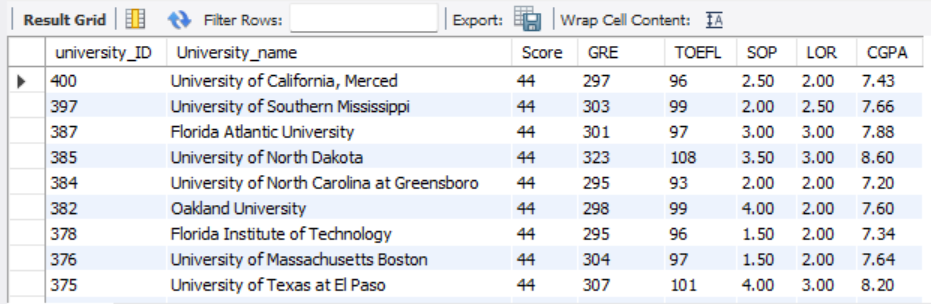 Result Grid Filter Rows: Export: Wrap Cell Content: IA
university_ID University_name Score GRE TOEFL SOP LOR CGPA
400 University of California, Merced 44 297 96 2.50 2.00 7.43
397 University of Southern Mississippi 44 303 99 2.00 2.50 7.66
387 Florida Atlantic University 44 301 97 3.00 3.00 7.88
385 University of North Dakota 44 323 108 3.50 3.00 8.60
384 University of North Carolina at Greensboro 44 295 93 2.00 2.00 7.20
382 Oakland University 44 298 99 4.00 2.00 7.60
378 Florida Institute of Technology 44 295 96 1.50 2.00 7.34
376 University of Massachusetts Boston 44 304 97 1.50 2.00 7.64
375 University of Texas at El Paso 44 307 101 4.00 3.00 8.20